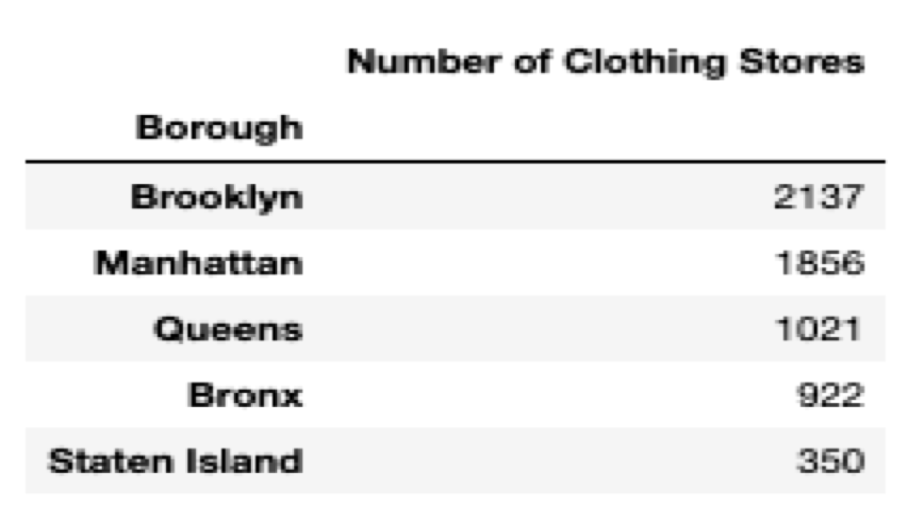 Number of Clothing Stores
Borough
Brooklyn 2137
Manhattan 1856
Queens 1021
Bronx 922
Staten Island 350